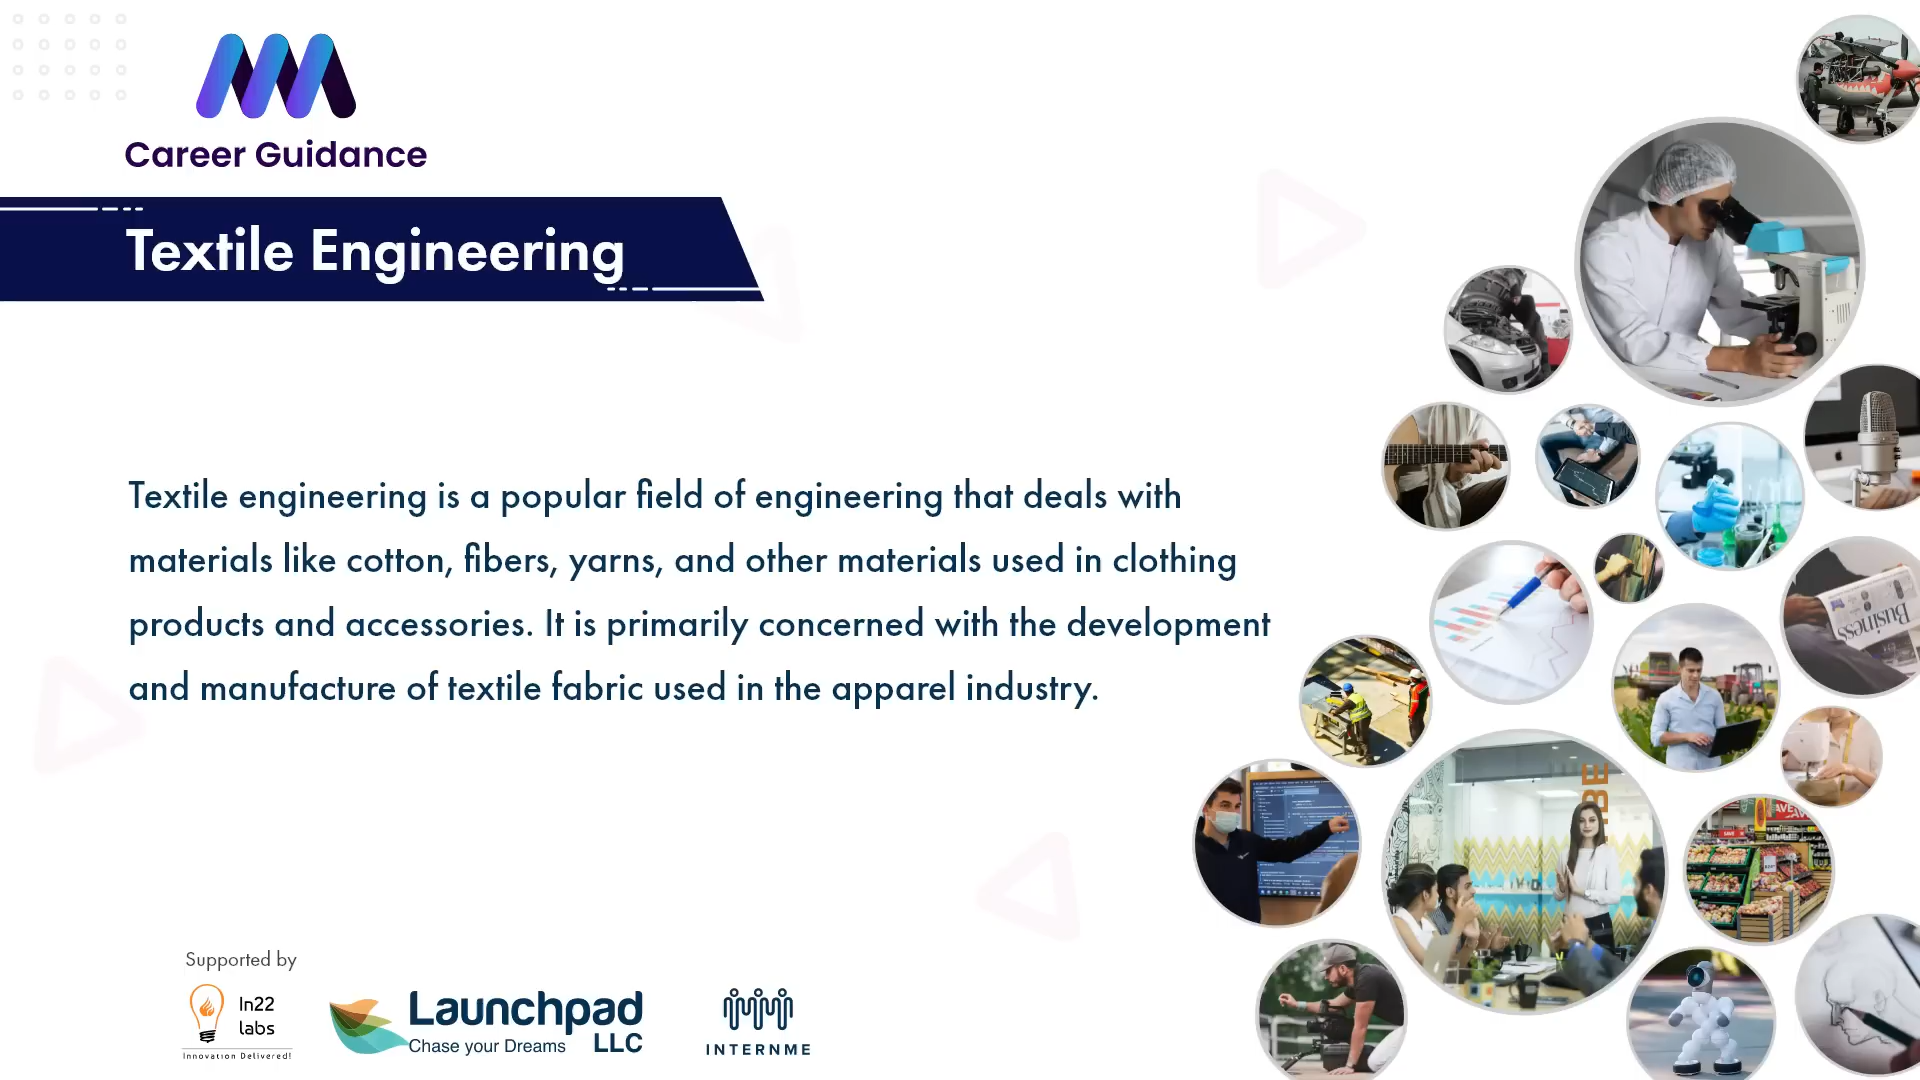 Career Guidance
Textile Engineering
Textile engineering is a popular field of engineering that deals with
materials like cotton, fibers, yarns, and other materials used in clothing
products and accessories. It is primarily concerned with the development
and manufacture of textile fabric used in the apparel industry.
Supported by
In22
labs
Innovation Delivered!
Launchpad
Chase your Dreams LLC
INTERNME
Business
SAVE